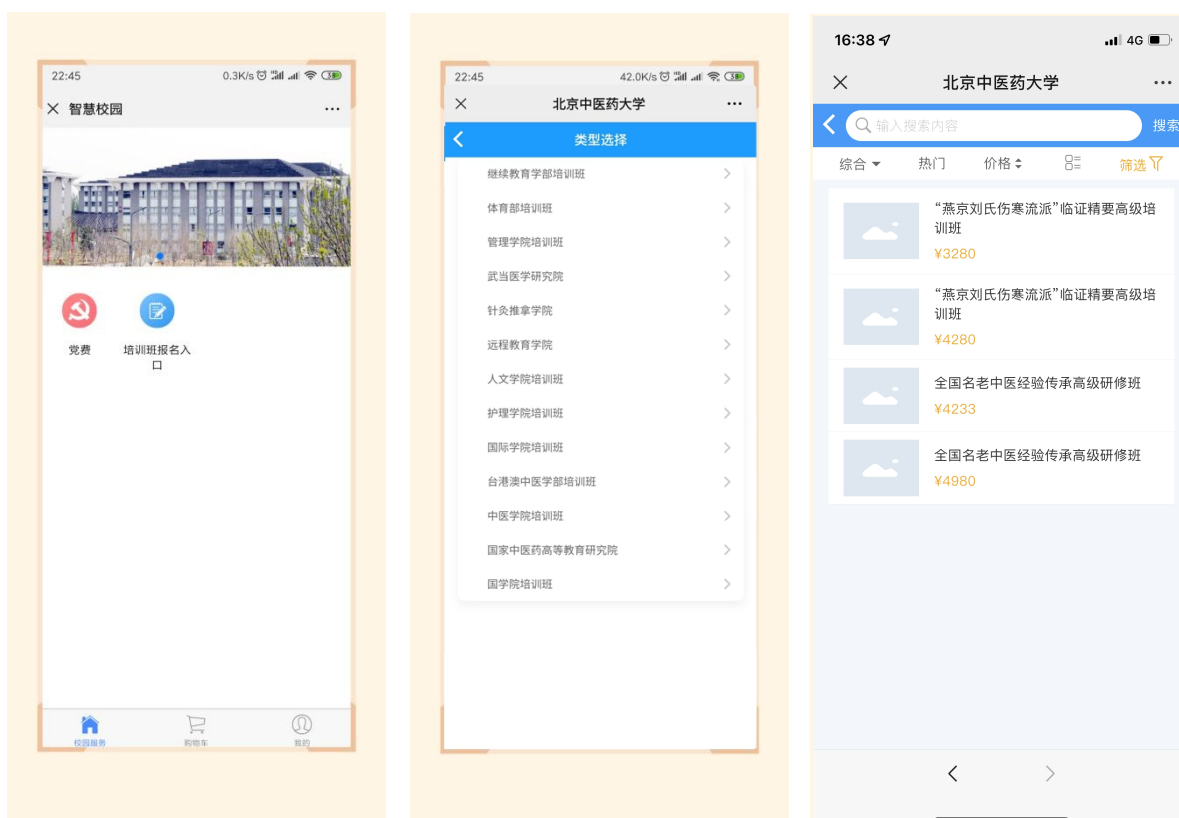 22:45
0.3K/s
智慧校园
党费
培训班报名入
口
校园服务
购物车
我的
22:45
42.0K/s
北京中医药大学
类型选择
继续教育学部培训班
体育部培训班
管理学院培训班
武当医学研究院
针灸推拿学院
远程教育学院
人文学院培训班
护理学院培训班
国际学院培训班
台港澳中医学部培训班
中医学院培训班
国家中医药高等教育研究院
国学院培训班
16:38
4G
北京中医药大学
输入搜索内容
搜索
综合
热门
价格
筛选
“燕京刘氏伤寒流派”临证精要高级培
训班
¥3280
“燕京刘氏伤寒流派”临证精要高级培
训班
¥4280
全国名老中医经验传承高级研修班
¥4233
全国名老中医经验传承高级研修班
¥4980